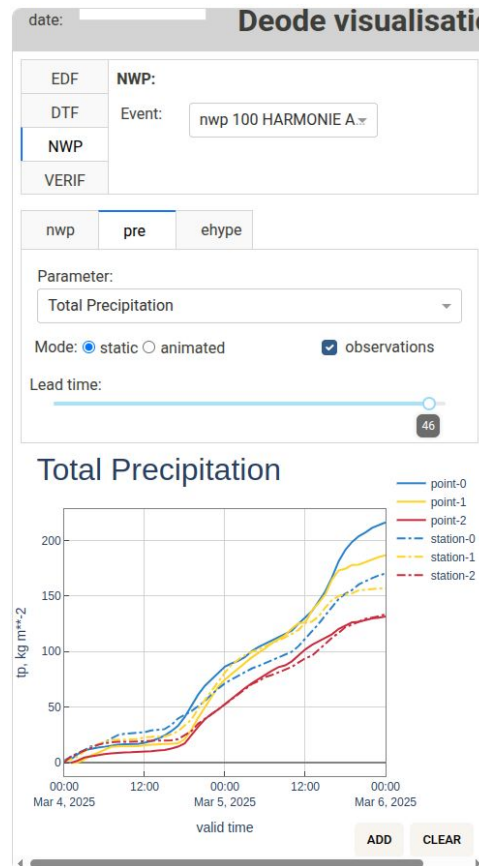 date:
Deode visualisati
EDF
NWP:
DTF
Event:
nwp 100 HARMONIE A...
NWP
VERIF
nwp
pre
ehype
Parameter:
Total Precipitation
Mode: static animated
observations
Lead time:
46
Total Precipitation
point-0
point-1
point-2
station-0
station-1
station-2
tp, kg m**-2
200
150
100
50
0
00:00
12:00
00:00
12:00
00:00
Mar 4, 2025
Mar 5, 2025
Mar 6, 2025
valid time
ADD
CLEAR